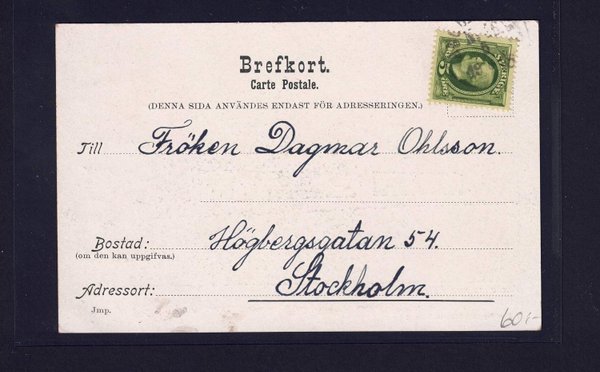 Brefkort.
Carte Postale.
(DENNA SIDA ANVÄNDES ENDAST FÖR ADRESSERINGEN.)
Till Fröken Dagmar Ohlsson.
Bostad: Högbergsgatan 54.
(om den kan uppgifvas.)
Adressort: Stockholm.
Jmp.
60:-